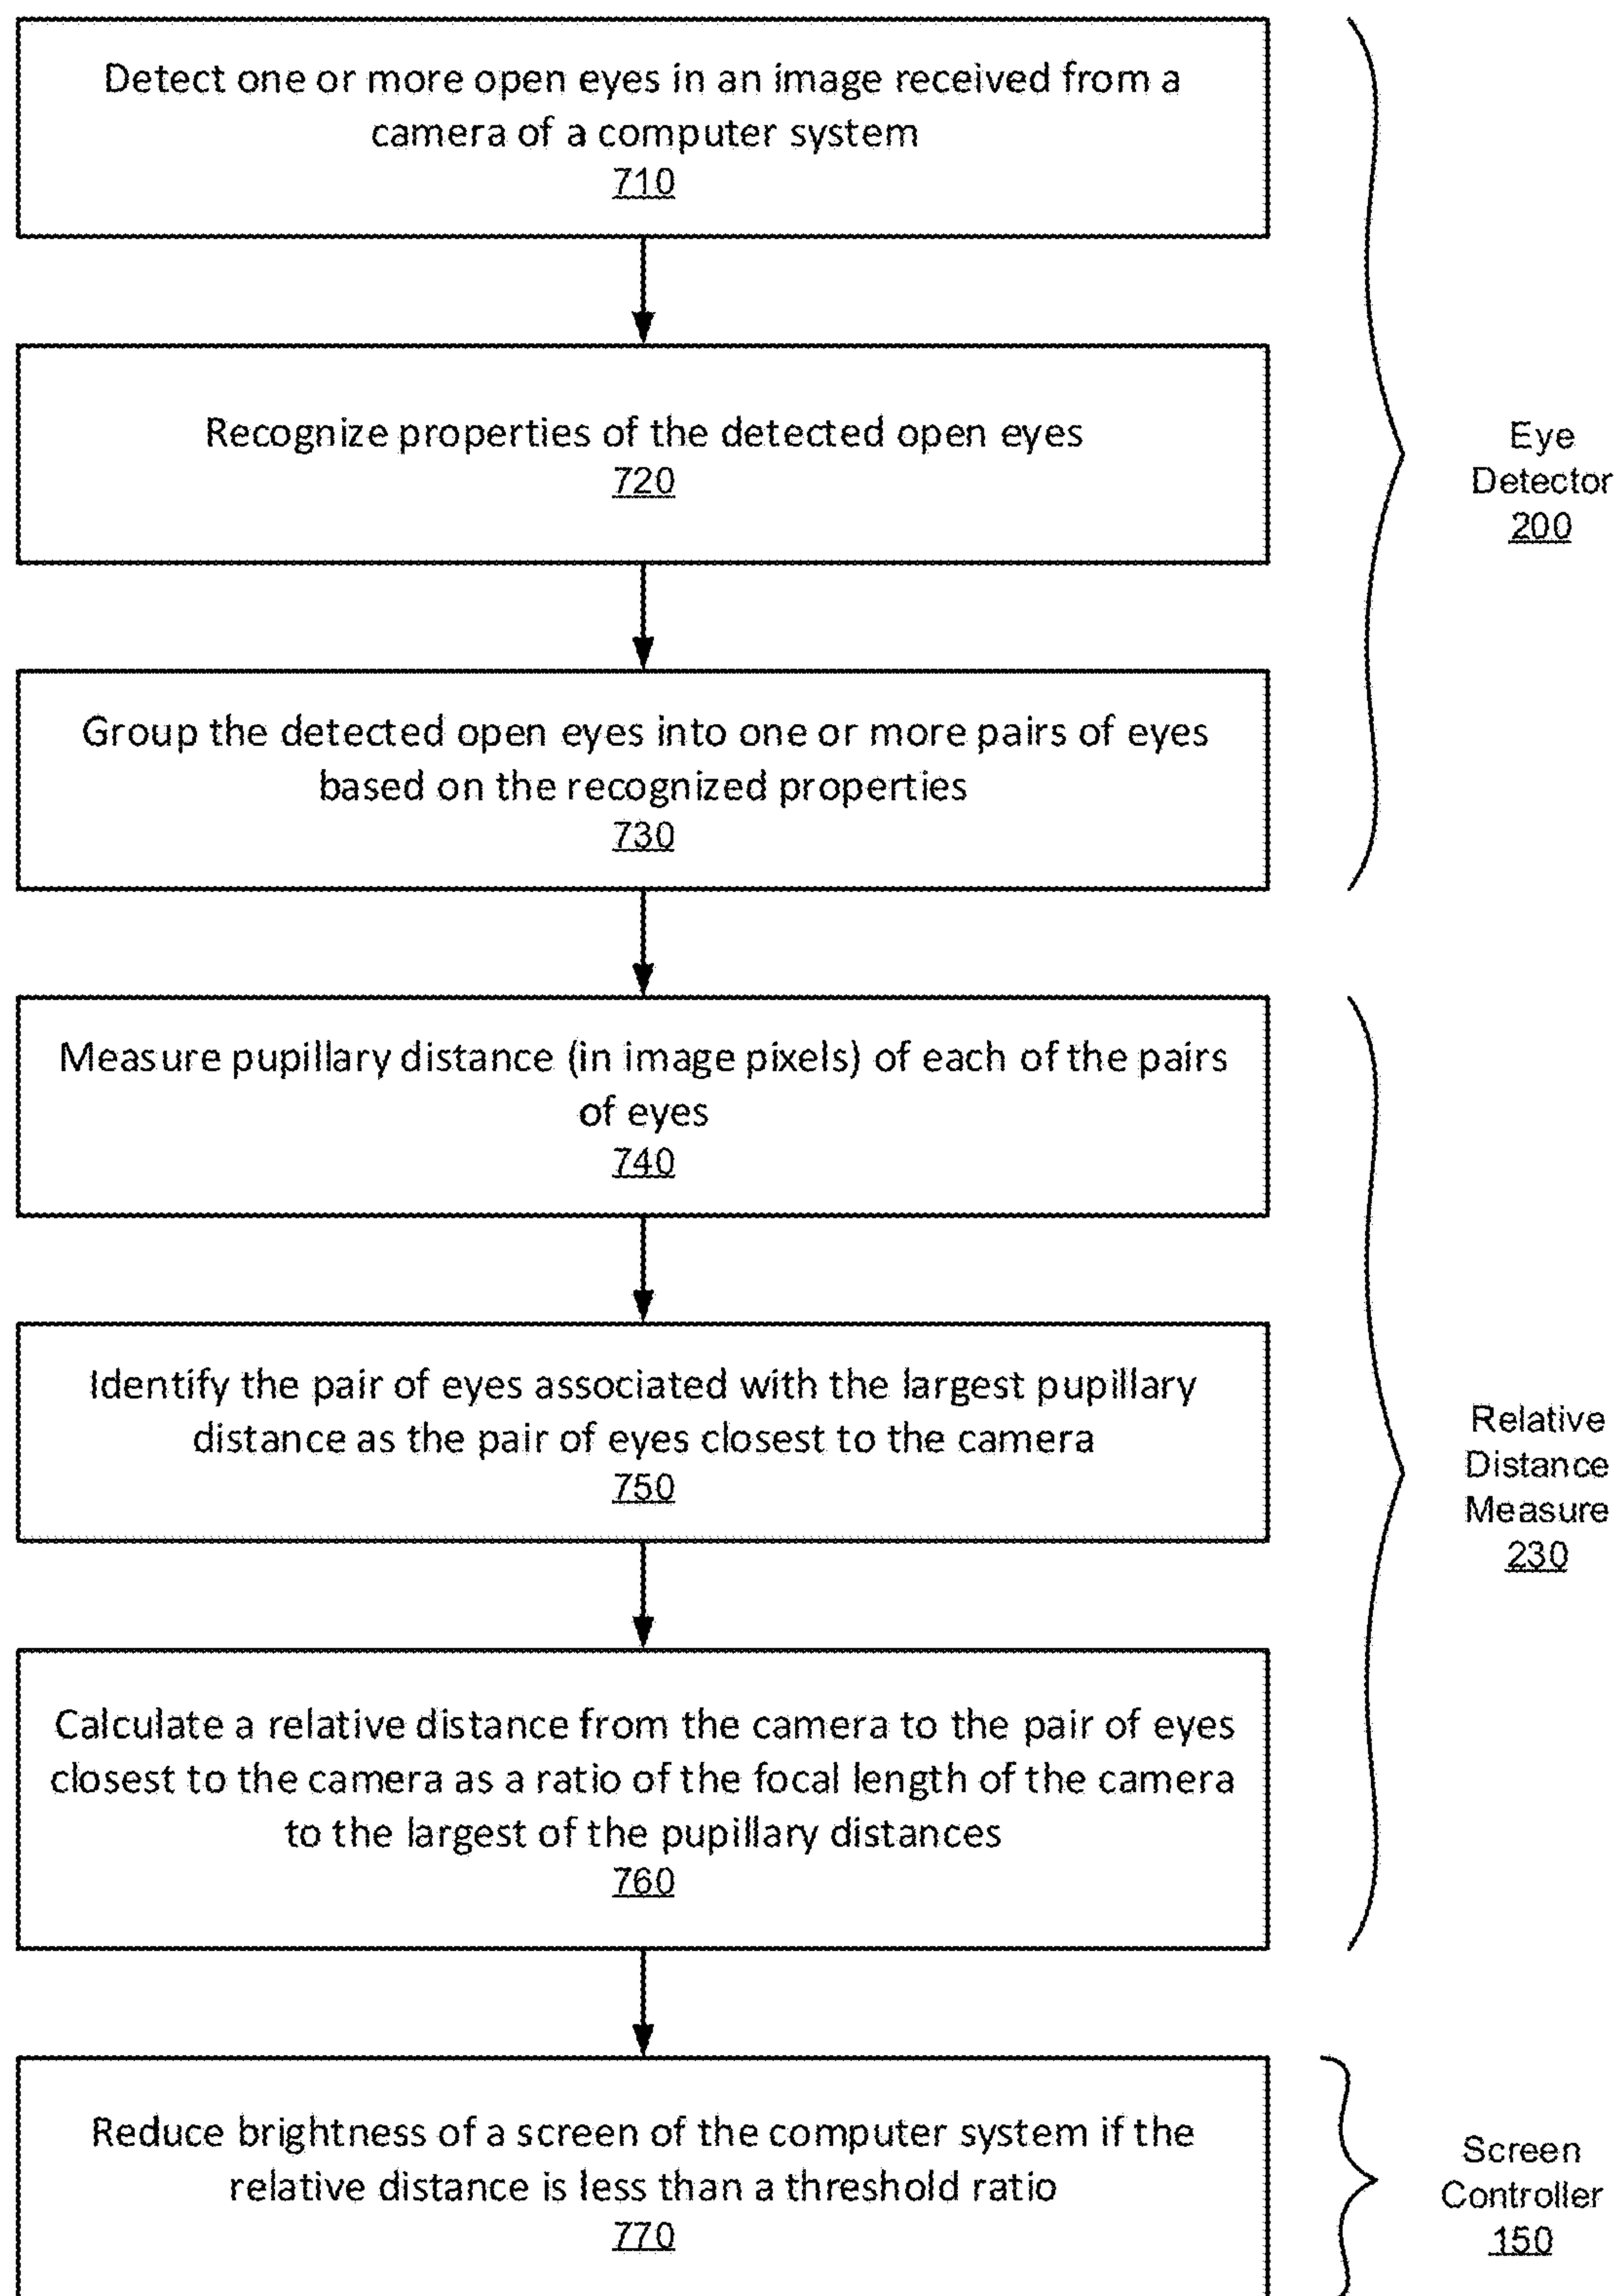 Detect one or more open eyes in an image received from a
camera of a computer system
710
Recognize properties of the detected open eyes
720
Group the detected open eyes into one or more pairs of eyes
based on the recognized properties
730
Eye
Detector
200
Measure pupillary distance (in image pixels) of each of the pairs
of eyes
740
Identify the pair of eyes associated with the largest pupillary
distance as the pair of eyes closest to the camera
750
Calculate a relative distance from the camera to the pair of eyes
closest to the camera as a ratio of the focal length of the camera
to the largest of the pupillary distances
760
Relative
Distance
Measure
230
Reduce brightness of a screen of the computer system if the
relative distance is less than a threshold ratio
770
Screen
Controller
150